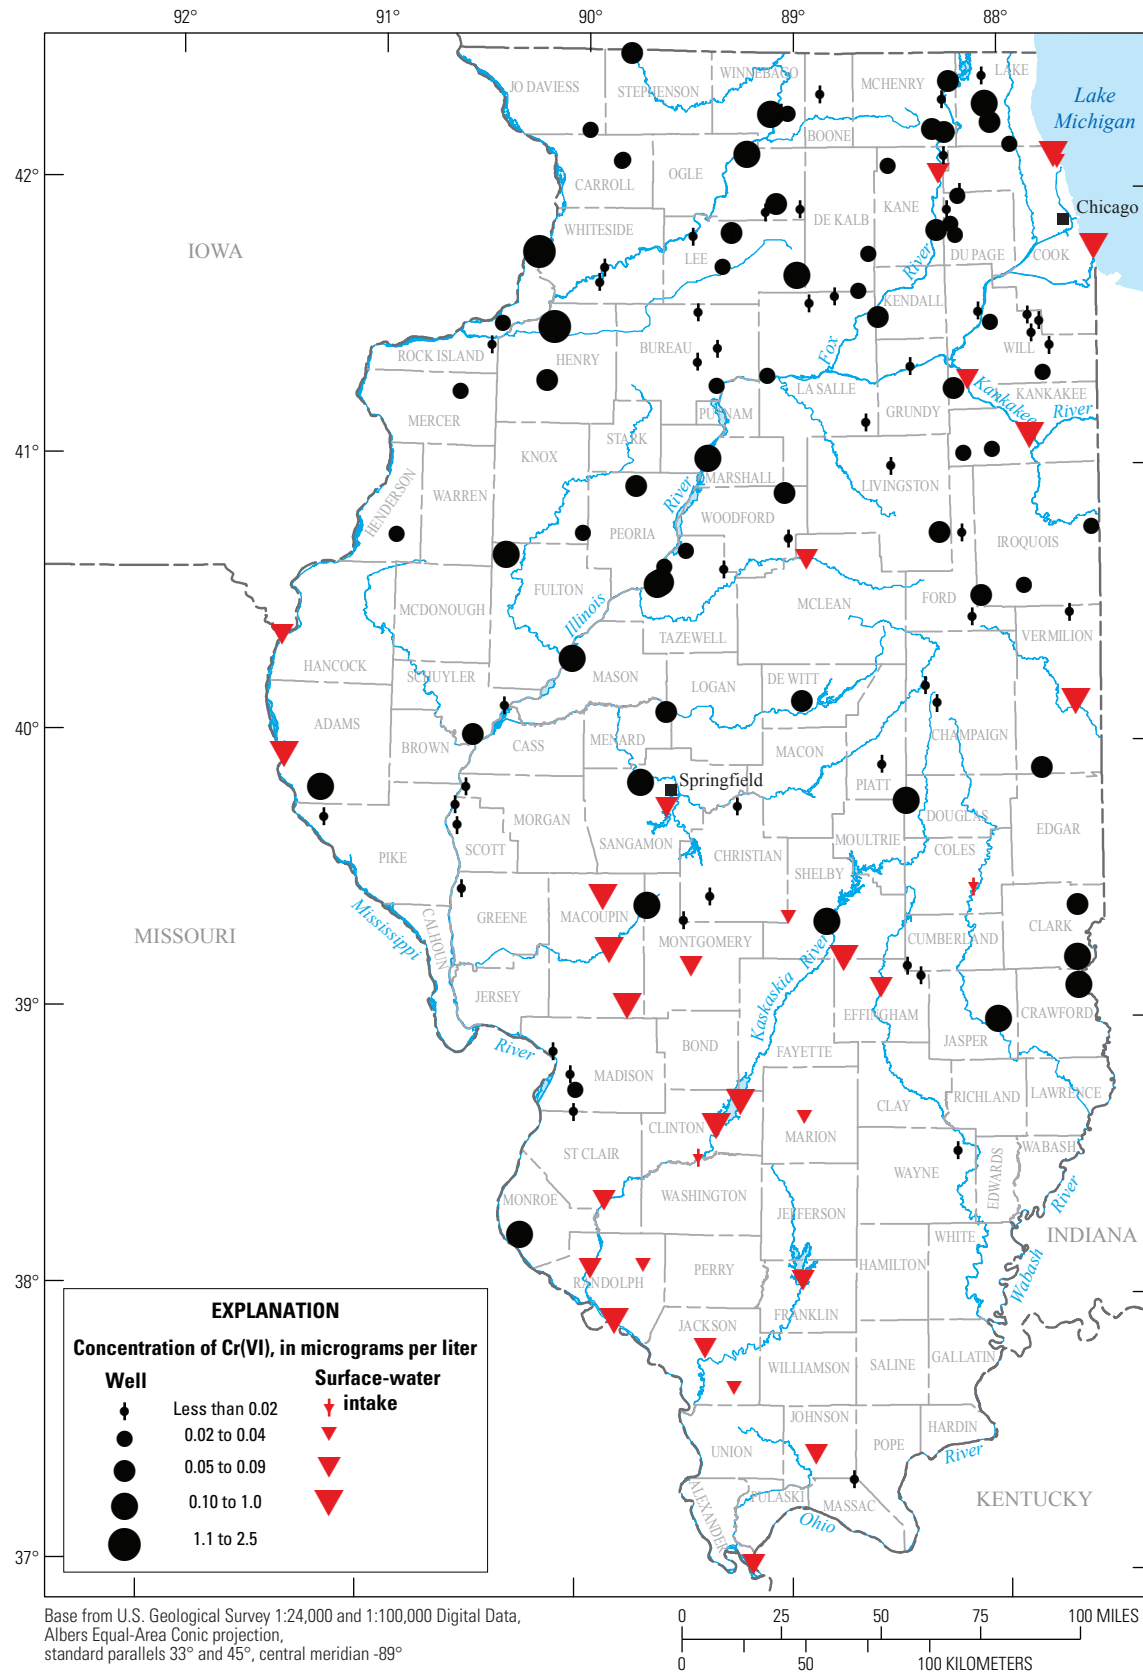 92°
91°
90°
89°
88°
JO DAVIESS
STEPHENSON
WINNEBAGO
BOONE
MCHENRY
LAKE
Lake
Michigan
42°
CARROLL
OGLE
KANE
Chicago
DE KALB
WHITESIDE
LEE
DU PAGE
COOK
IOWA
River
KENDALL
ROCK ISLAND
HENRY
BUREAU
Fox
WILL
LA SALLE
MERCER
PUTNAM
GRUNDY
Kankakee
KANKAKEE
River
41°
STARK
KNOX
WARREN
HENDERSON
MARSHALL
River
LIVINGSTON
PEORIA
WOODFORD
IROQUOIS
FULTON
FORD
MCDONOUGH
Illinois
MCLEAN
TAZEWELL
VERMILION
HANCOCK
SCHUYLER
MASON
LOGAN
DE WITT
40°
ADAMS
BROWN
CASS
MENARD
MACON
CHAMPAIGN
Springfield
PIATT
MORGAN
DOUGLAS
EDGAR
PIKE
SCOTT
SANGAMON
CHRISTIAN
MOULTRIE
COLES
SHELBY
MISSOURI
Mississippi
CALHOUN
GREENE
MACOUPIN
MONTGOMERY
CUMBERLAND
CLARK
River
39°
JERSEY
Kaskaskia
EFFINGHAM
CRAWFORD
River
BOND
FAYETTE
JASPER
MADISON
CLAY
RICHLAND
LAWRENCE
CLINTON
MARION
ST CLAIR
WAYNE
EDWARDS
WABASH
MONROE
WASHINGTON
JEFFERSON
River
WHITE
INDIANA
38°
RANDOLPH
PERRY
HAMILTON
Wabash
FRANKLIN
JACKSON
WILLIAMSON
SALINE
GALLATIN
JOHNSON
HARDIN
UNION
POPE
River
ALEXANDER
PULASKI
MASSAC
Ohio
KENTUCKY
37°
EXPLANATION
Concentration of Cr(VI), in micrograms per liter
Well
Surface-water
intake
Less than 0.02
0.02 to 0.04
0.05 to 0.09
0.10 to 1.0
1.1 to 2.5
Base from U.S. Geological Survey 1:24,000 and 1:100,000 Digital Data,
Albers Equal-Area Conic projection,
standard parallels 33° and 45°, central meridian -89°
0 25 50 75 100 MILES
0 50 100 KILOMETERS